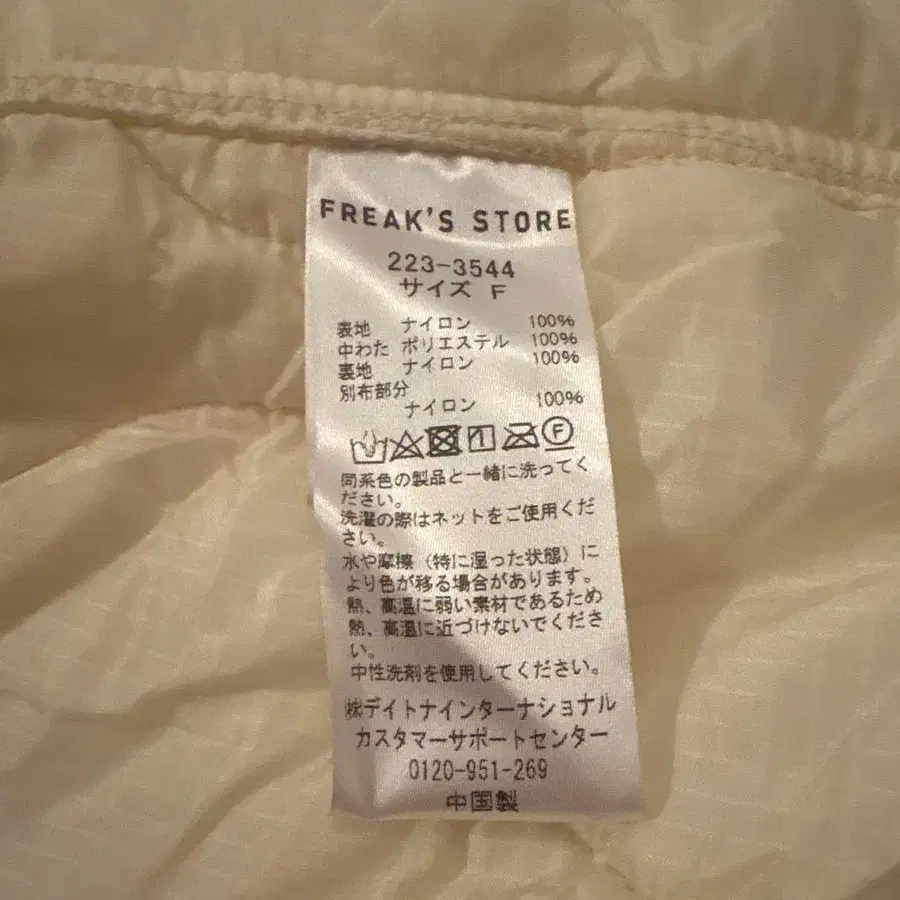 FREAK'S STORE
223-3544
サイズ F
表地 ナイロン 100%
中わた ポリエステル 100%
裏地 ナイロン 100%
別布部分
ナイロン 100%
F
同系色の製品と一緒に洗ってく
ださい。
洗濯の際はネットをご使用くだ
さい。
水や摩擦（特に湿った状態）に
より色が移る場合があります。
熱、高温に弱い素材であるため
熱、高温に近づけないでくださ
い。
中性洗剤を使用してください。
㈱デイトナインターナショナル
カスタマーサポートセンター
0120-951-269
中国製